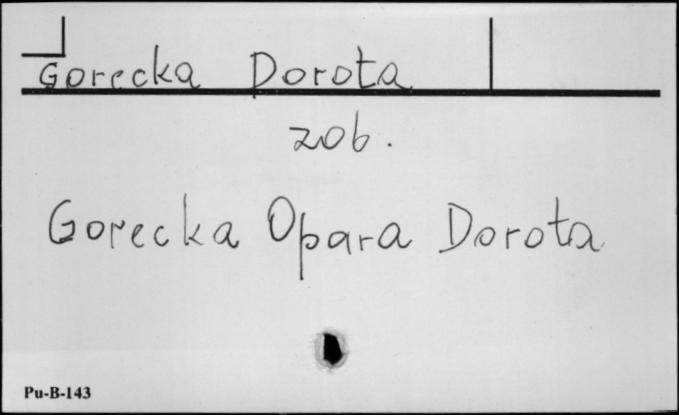 Gorecka Dorota
zob.
Gorecka Opara Dorota
Pu-B-143